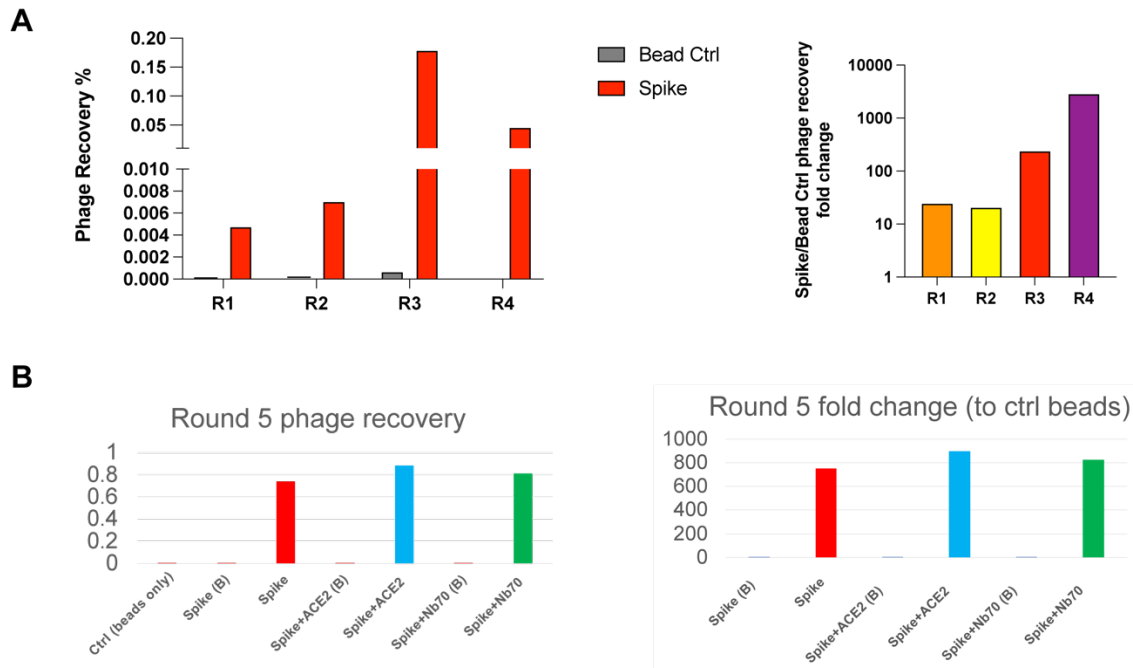 A
Phage Recovery %
0.20
0.15
0.10
0.05
0.010
0.008
0.006
0.004
0.002
0.000
R1
R2
R3
R4
Bead Ctrl
Spike
Spike/Bead Ctrl phage recovery
fold change
10000
1000
100
10
1
R1
R2
R3
R4
B
Round 5 phage recovery
1
0.8
0.6
0.4
0.2
0
Ctrl (beads only)
Spike (B)
Spike
Spike+ACE2 (B)
Spike+ACE2
Spike+Nb70 (B)
Spike+Nb70
Round 5 fold change (to ctrl beads)
1000
800
600
400
200
0
Spike (B)
Spike
Spike+ACE2 (B)
Spike+ACE2
Spike+Nb70 (B)
Spike+Nb70